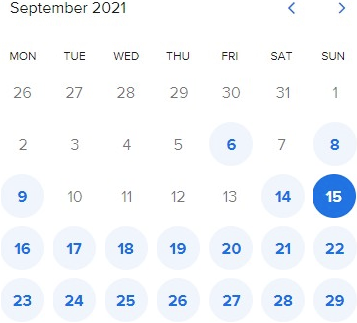 September 2021
MON TUE WED THU FRI SAT SUN
26 27 28 29 30 31 1
2 3 4 5 6 7 8
9 10 11 12 13 14 15
16 17 18 19 20 21 22
23 24 25 26 27 28 29